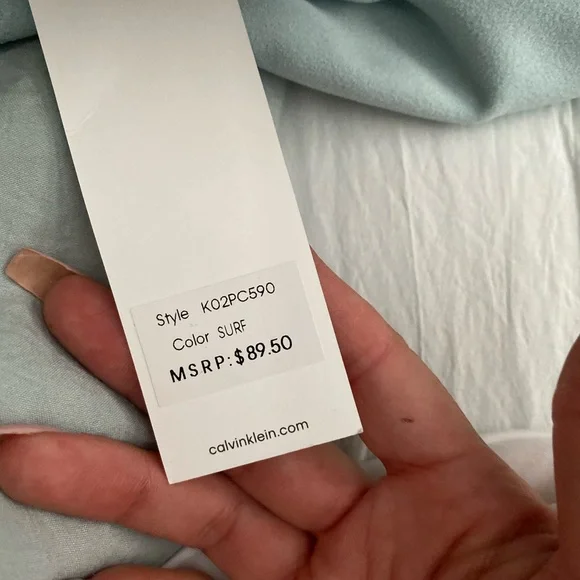 Style K02PC590
Color SURF
MSRP:$89.50
calvinklein.com